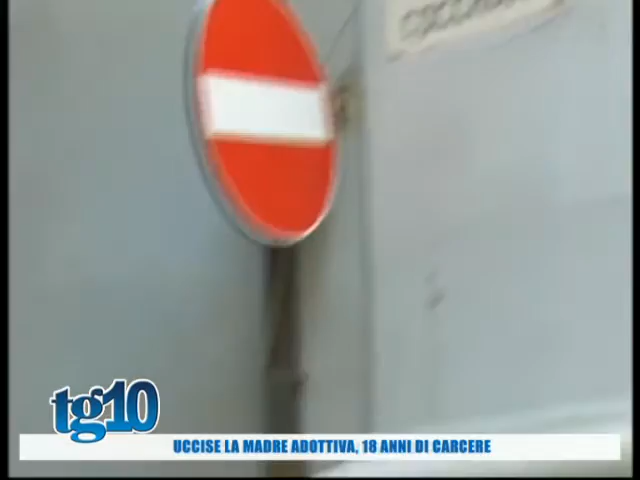 tg10
UCCISE LA MADRE ADOTTIVA, 18 ANNI DI CARCERE